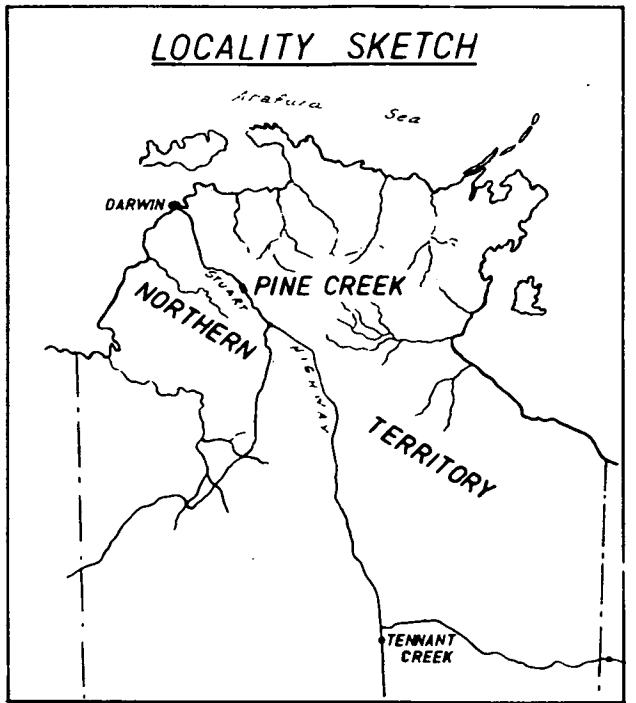 LOCALITY SKETCH
Arafura Sea
DARWIN
STUART
PINE CREEK
NORTHERN
HIGHWAY
TERRITORY
TENNANT
CREEK